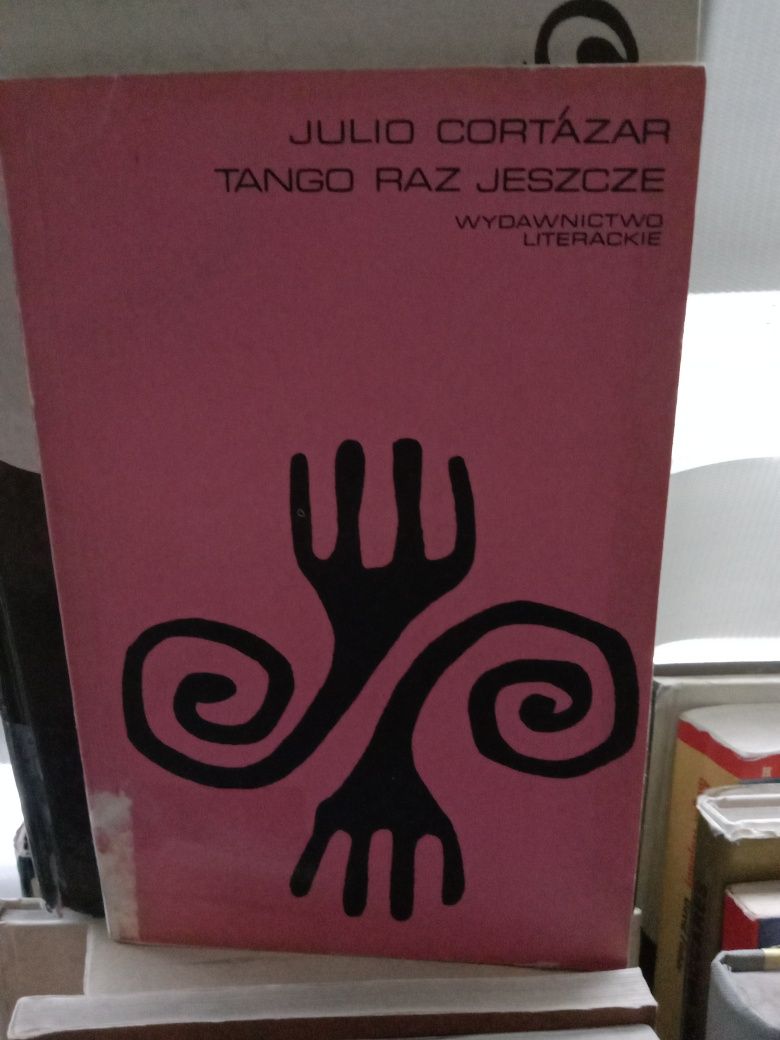 JULIO CORTÁZAR
TANGO RAZ JESZCZE
WYDAWNICTWO
LITERACKIE